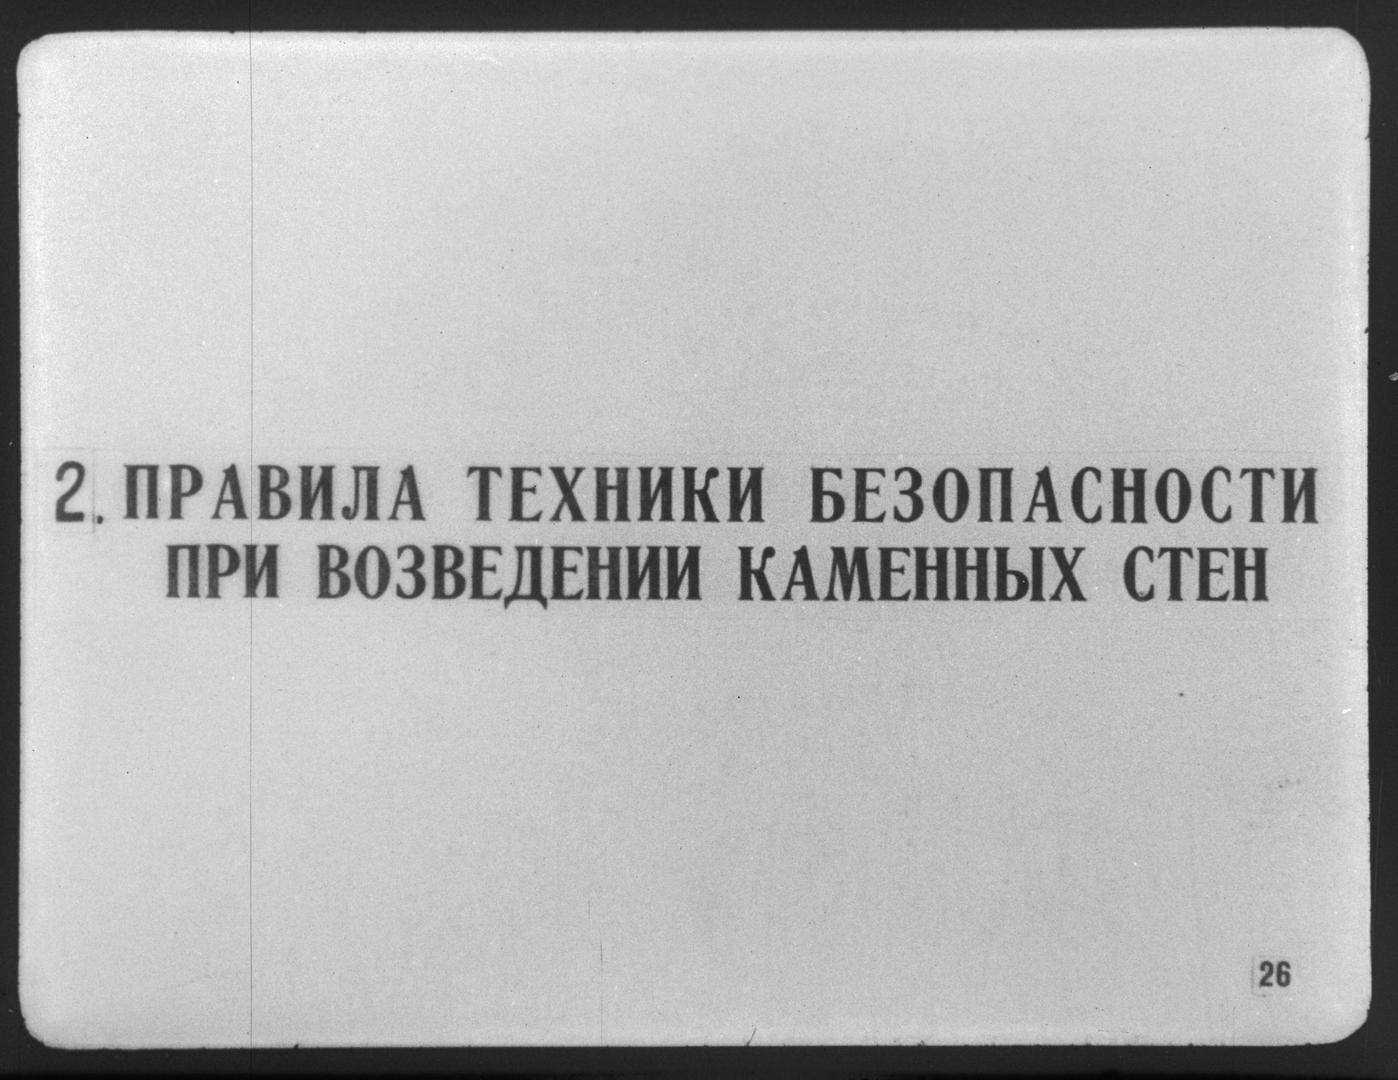 2. ПРАВИЛА ТЕХНИКИ БЕЗОПАСНОСТИ
ПРИ ВОЗВЕДЕНИИ КАМЕННЫХ СТЕН
26